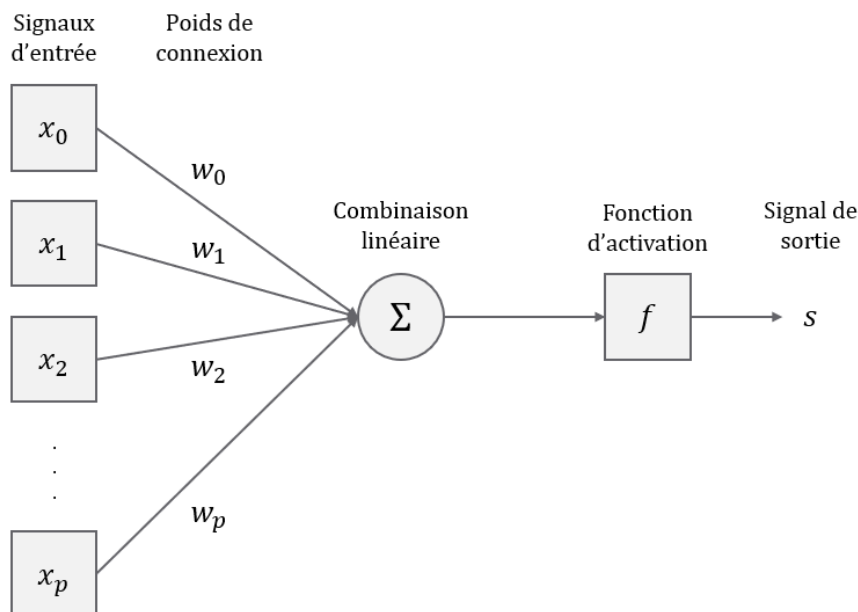 Signaux
d'entrée
Poids de
connexion
x₀
w₀
x₁
w₁
Combinaison
linéaire
Fonction
d'activation
Signal de
sortie
Σ
f
s
x₂
w₂
.
.
.
wₚ
xₚ